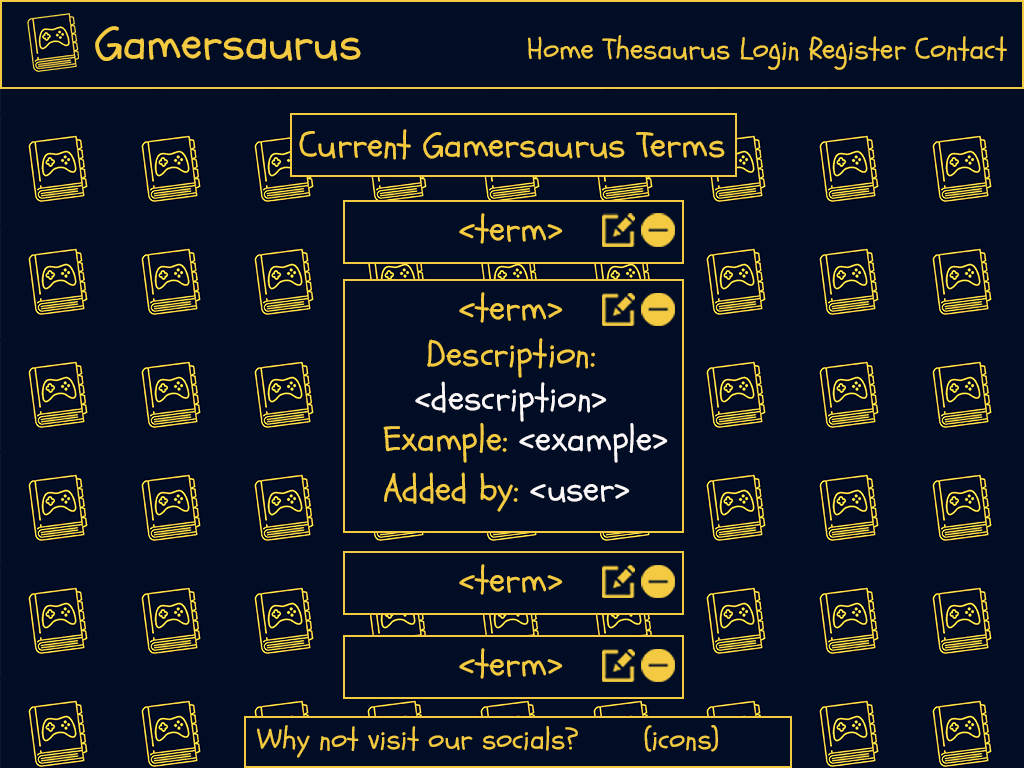 Gamersaurus
Home Thesaurus Login Register Contact
Current Gamersaurus Terms
<term>
<term>
Description:
<description>
Example: <example>
Added by: <user>
<term>
<term>
Why not visit our socials? (icons)